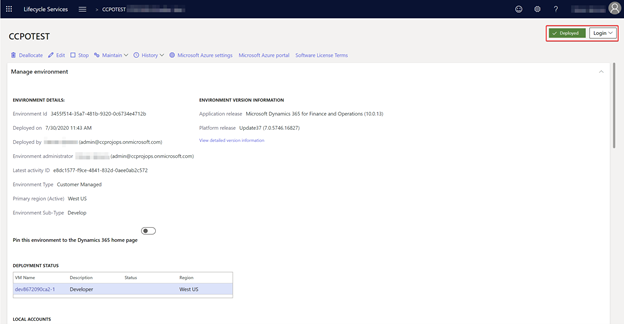 Lifecycle Services > CCPOTEST
CCPOTEST
Deployed Login
Deallocate Edit Stop Maintain History Microsoft Azure settings Microsoft Azure portal Software License Terms
Manage environment
ENVIRONMENT DETAILS: ENVIRONMENT VERSION INFORMATION
Environment Id 3455f514-35a7-481b-9320-0c6734e4712b Application release Microsoft Dynamics 365 for Finance and Operations (10.0.13)
Deployed on 7/30/2020 11:43 AM Platform release Update37 (7.0.5746.16827)
Deployed by (admin@ccprojops.onmicrosoft.com) View detailed version information
Environment administrator (admin@ccprojops.onmicrosoft.com)
Latest activity ID e8dc1577-f9ce-4841-832d-0aee0ab2c572
Environment Type Customer Managed
Primary region (Active) West US
Environment Sub-Type Develop
Pin this environment to the Dynamics 365 home page
DEPLOYMENT STATUS
VM Name Description Status Region
dev8672090ca2-1 Developer West US
LOCAL ACCOUNTS